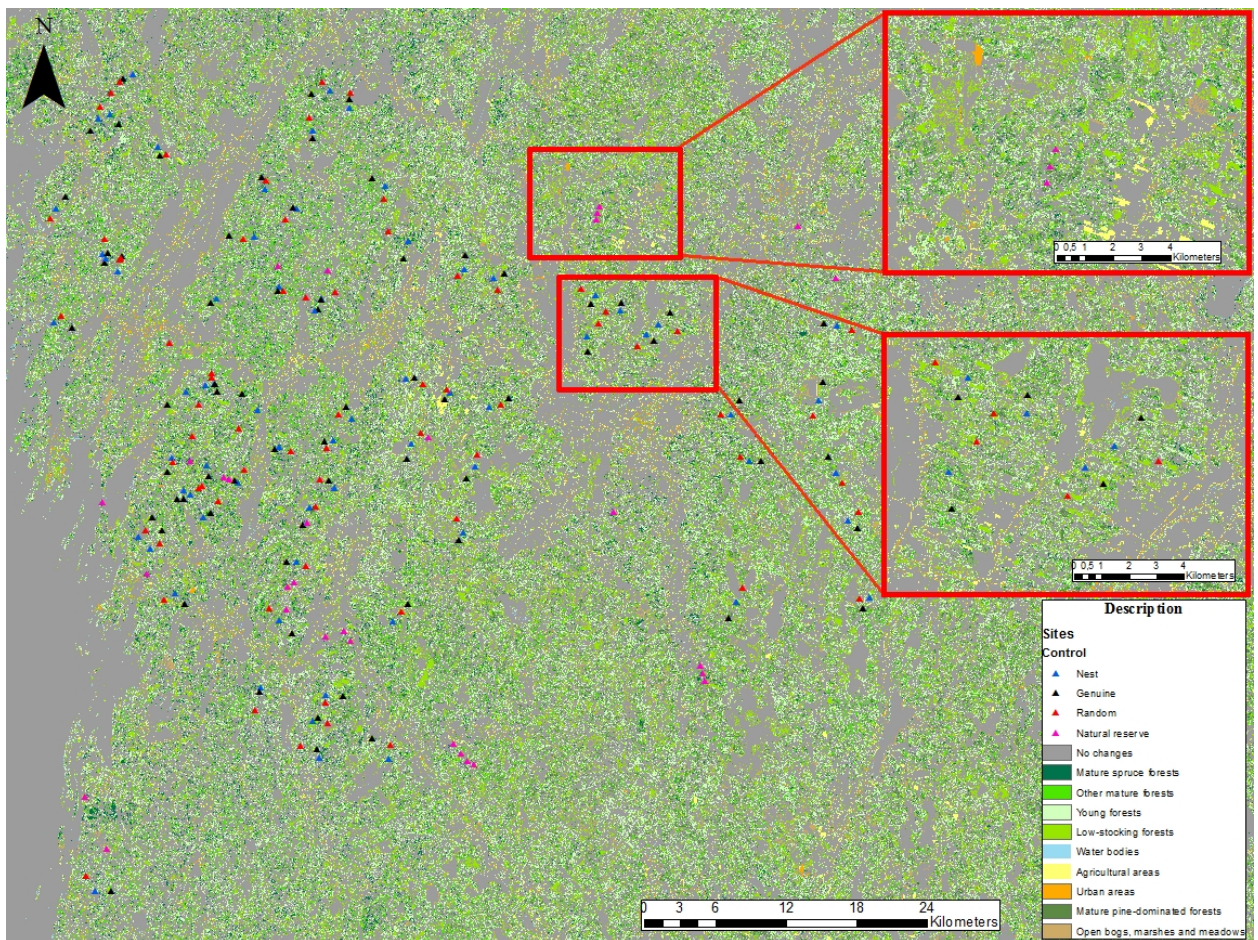 N
0 0,5 1 2 3 4
Kilometers
0 0,5 1 2 3 4
Kilometers
Description
Sites
Control
Nest
Genuine
Random
Natural reserve
No changes
Mature spruce forests
Other mature forests
Young forests
Low-stocking forests
Water bodies
Agricultural areas
Urban areas
Mature pine-dominated forests
Open bogs, marshes and meadows
0 3 6 12 18 24
Kilometers